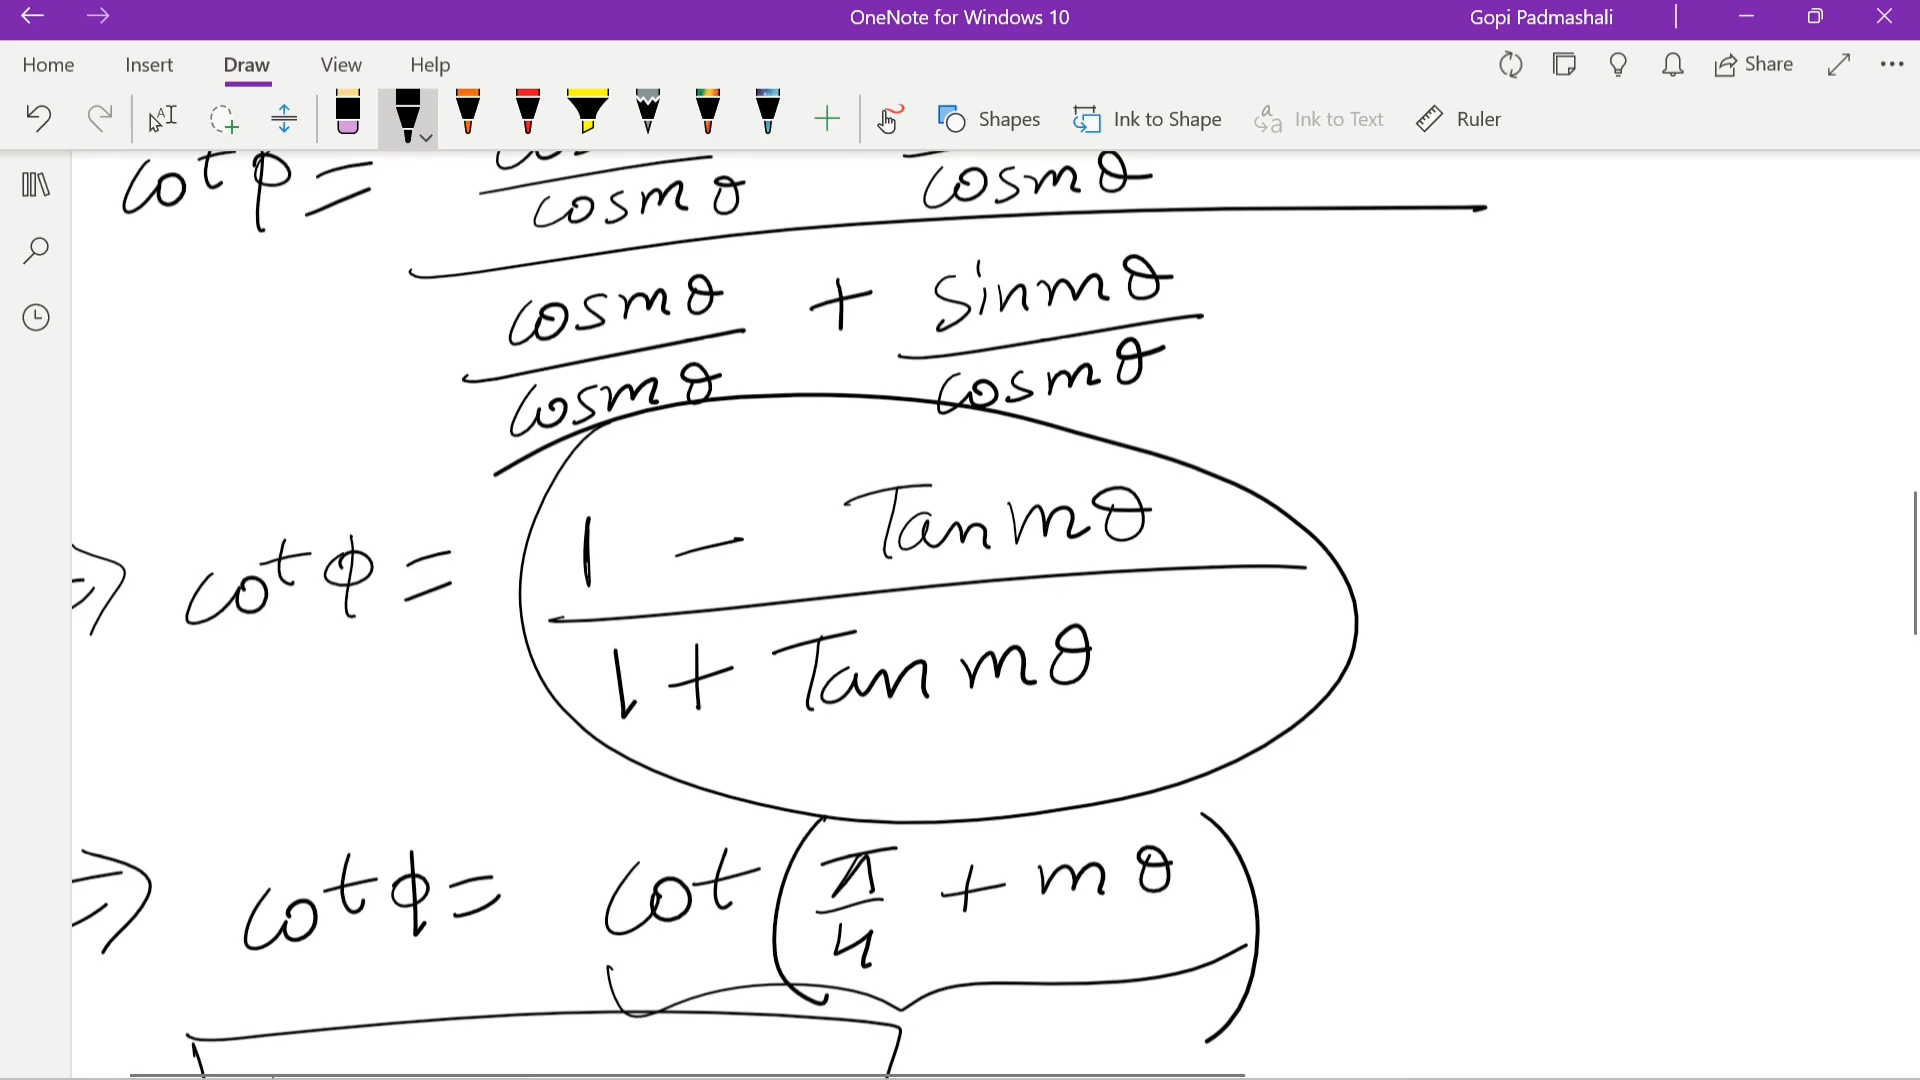 OneNote for Windows 10
Gopi Padmashali
Home Insert Draw View Help
Share
Shapes
Ink to Shape
Ink to Text
Ruler
cot φ =
cosmθ cosmθ
cosmθ + sinmθ
cosmθ cosmθ
⇒ cot φ = 1 - Tan mθ
1 + Tan mθ
⇒ cot φ = cot (π/4 + mθ)